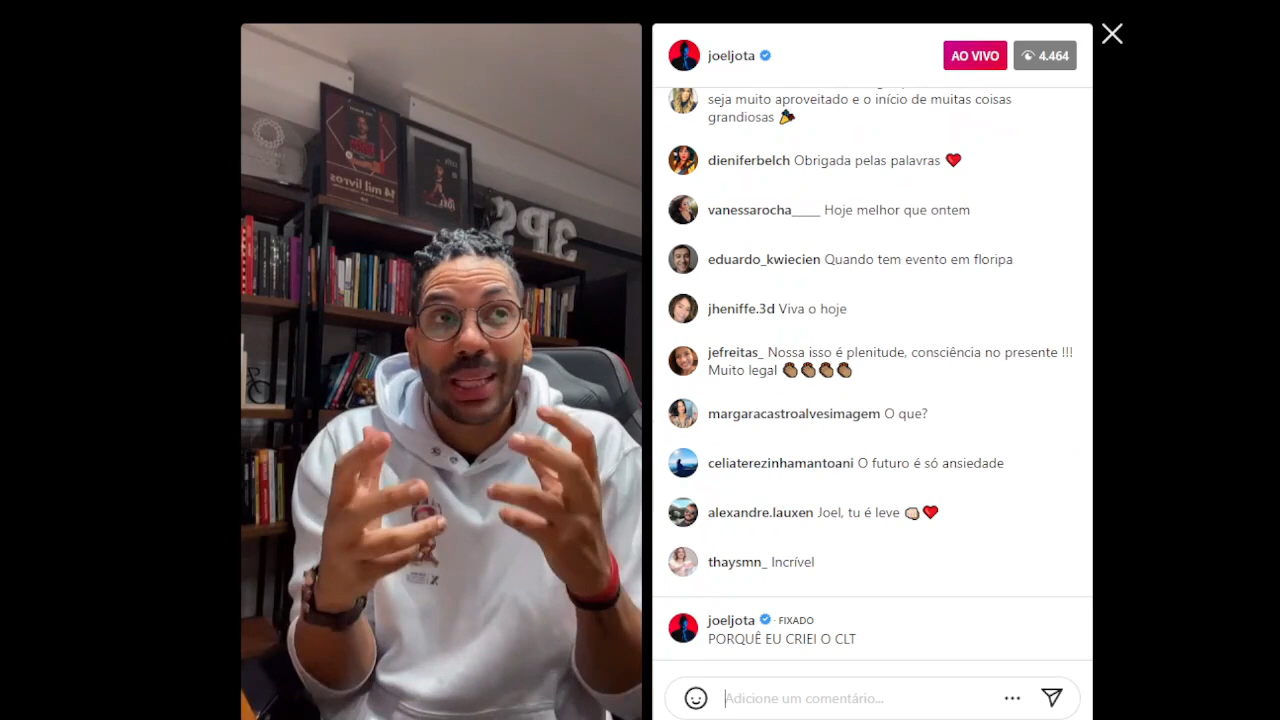 joeljota
AO VIVO
4.464
seja muito aproveitado e o início de muitas coisas
grandiosas
dieniferbelch Obrigada pelas palavras
vanessarocha_____ Hoje melhor que ontem
eduardo_kwiecien Quando tem evento em floripa
jheniffe.3d Viva o hoje
jefreitas_ Nossa isso é plenitude, consciência no presente !!!
Muito legal
margaracastroalvesimagem O que?
celiaterezinhamantoani O futuro é só ansiedade
alexandre.lauxen Joel, tu é leve
thaysmn_ Incrível
joeljota · FIXADO
PORQUÊ EU CRIEI O CLT
Adicione um comentário...
14 mil livros
3PS